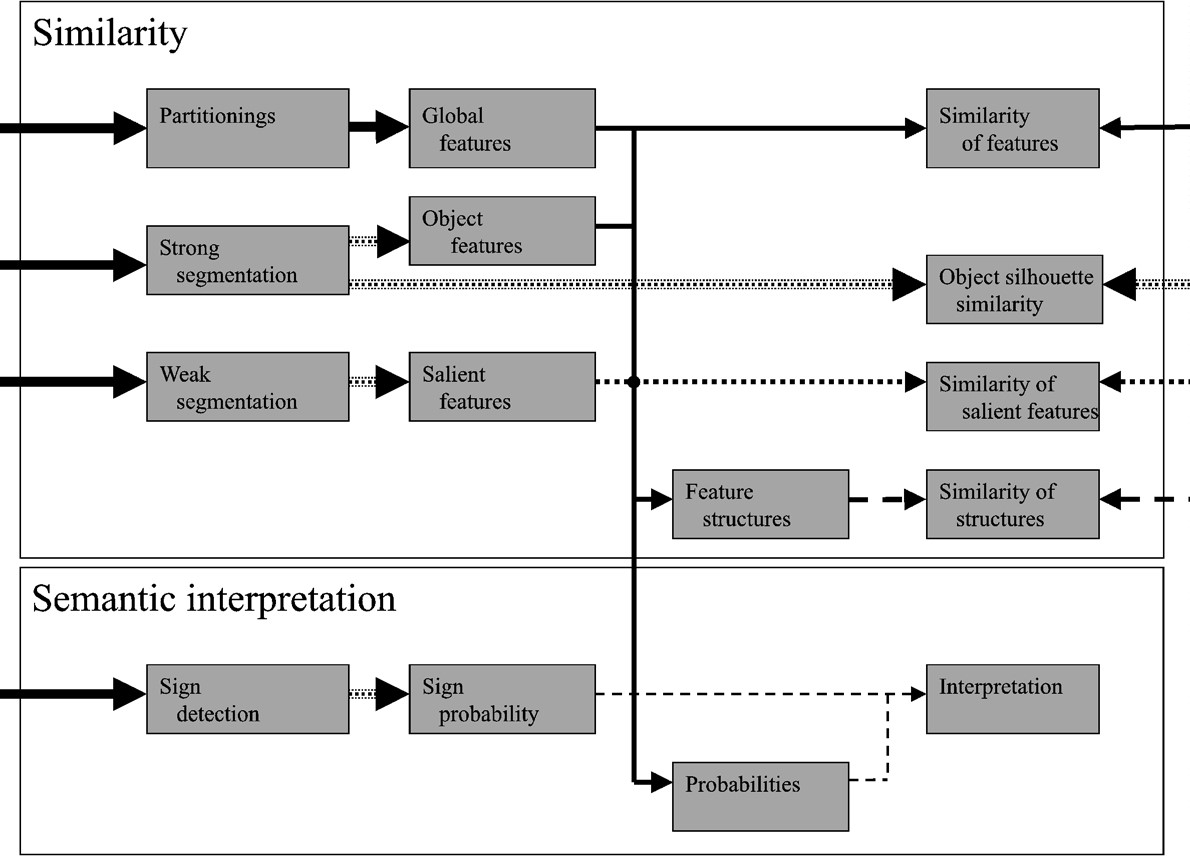 Similarity
Partitionings
Global
features
Similarity
of features
Object
features
Strong
segmentation
Object silhouette
similarity
Weak
segmentation
Salient
features
Similarity of
salient features
Feature
structures
Similarity of
structures
Semantic interpretation
Sign
detection
Sign
probability
Interpretation
Probabilities